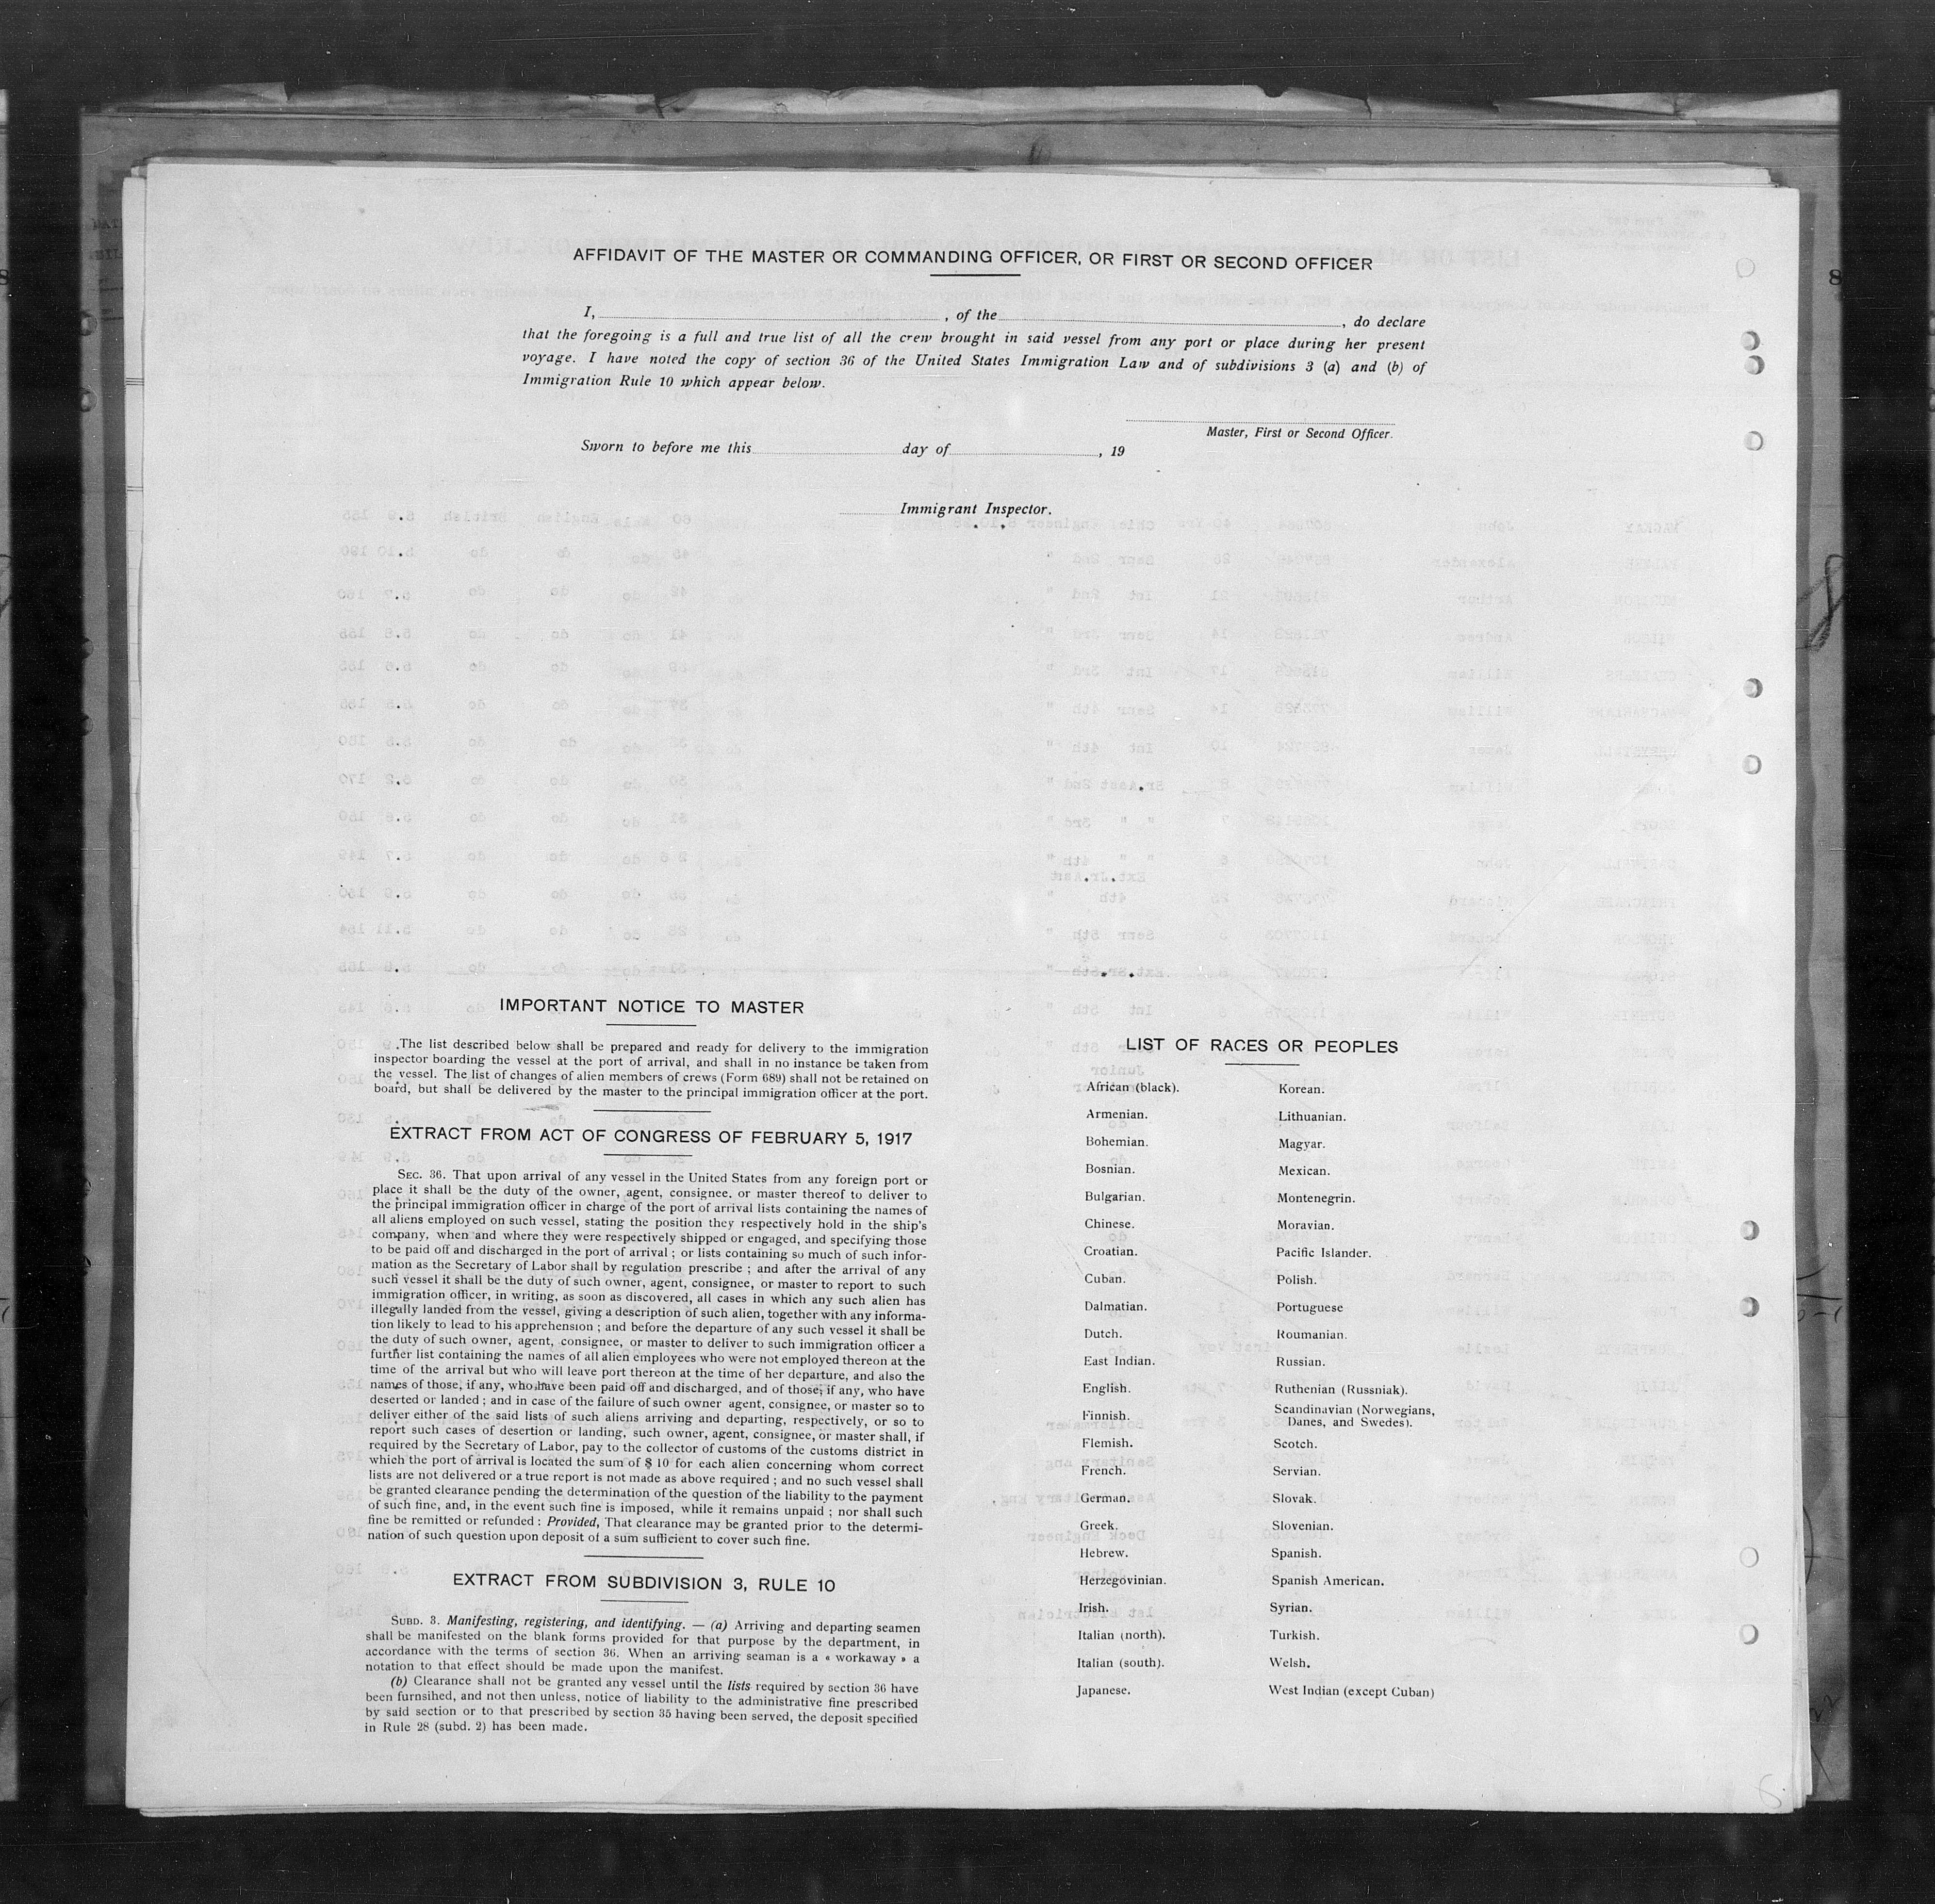 AFFIDAVIT OF THE MASTER OR COMMANDING OFFICER, OR FIRST OR SECOND OFFICER
I, , of the , do declare
that the foregoing is a full and true list of all the crew brought in said vessel from any port or place during her present
voyage. I have noted the copy of section 36 of the United States Immigration Law and of subdivisions 3 (a) and (b) of
Immigration Rule 10 which appear below.
Master, First or Second Officer.
Sworn to before me this day of , 19
Immigrant Inspector.
IMPORTANT NOTICE TO MASTER
The list described below shall be prepared and ready for delivery to the immigration
inspector boarding the vessel at the port of arrival, and shall in no instance be taken from
the vessel. The list of changes of alien members of crews (Form 689) shall not be retained on
board, but shall be delivered by the master to the principal immigration officer at the port.
EXTRACT FROM ACT OF CONGRESS OF FEBRUARY 5, 1917
SEC. 36. That upon arrival of any vessel in the United States from any foreign port or
place it shall be the duty of the owner, agent, consignee, or master thereof to deliver to
the principal immigration officer in charge of the port of arrival lists containing the names of
all aliens employed on such vessel, stating the position they respectively hold in the ship's
company, when and where they were respectively shipped or engaged, and specifying those
to be paid off and discharged in the port of arrival ; or lists containing so much of such infor-
mation as the Secretary of Labor shall by regulation prescribe ; and after the arrival of any
such vessel it shall be the duty of such owner, agent, consignee, or master to report to such
immigration officer, in writing, as soon as discovered, all cases in which any such alien has
illegally landed from the vessel, giving a description of such alien, together with any informa-
tion likely to lead to his apprehension ; and before the departure of any such vessel it shall be
the duty of such owner, agent, consignee, or master to deliver to such immigration officer a
further list containing the names of all alien employees who were not employed thereon at the
time of the arrival but who will leave port thereon at the time of her departure, and also the
names of those, if any, who have been paid off and discharged, and of those, if any, who have
deserted or landed ; and in case of the failure of such owner agent, consignee, or master so to
deliver either of the said lists of such aliens arriving and departing, respectively, or so to
report such cases of desertion or landing, such owner, agent, consignee, or master shall, if
required by the Secretary of Labor, pay to the collector of customs of the customs district in
which the port of arrival is located the sum of $ 10 for each alien concerning whom correct
lists are not delivered or a true report is not made as above required ; and no such vessel shall
be granted clearance pending the determination of the question of the liability to the payment
of such fine, and, in the event such fine is imposed, while it remains unpaid ; nor shall such
fine be remitted or refunded : Provided, That clearance may be granted prior to the determi-
nation of such question upon deposit of a sum sufficient to cover such fine.
EXTRACT FROM SUBDIVISION 3, RULE 10
SUBD. 3. Manifesting, registering, and identifying. — (a) Arriving and departing seamen
shall be manifested on the blank forms provided for that purpose by the department, in
accordance with the terms of section 36. When an arriving seaman is a « workaway » a
notation to that effect should be made upon the manifest.
(b) Clearance shall not be granted any vessel until the lists required by section 36 have
been furnsihed, and not then unless, notice of liability to the administrative fine prescribed
by said section or to that prescribed by section 35 having been served, the deposit specified
in Rule 28 (subd. 2) has been made.
LIST OF RACES OR PEOPLES
African (black).
Armenian.
Bohemian.
Bosnian.
Bulgarian.
Chinese.
Croatian.
Cuban.
Dalmatian.
Dutch.
East Indian.
English.
Finnish.
Flemish.
French.
German.
Greek.
Hebrew.
Herzegovinian.
Irish.
Italian (north).
Italian (south).
Japanese.
Korean.
Lithuanian.
Magyar.
Mexican.
Montenegrin.
Moravian.
Pacific Islander.
Polish.
Portuguese
Roumanian.
Russian.
Ruthenian (Russniak).
Scandinavian (Norwegians,
Danes, and Swedes).
Scotch.
Servian.
Slovak.
Slovenian.
Spanish.
Spanish American.
Syrian.
Turkish.
Welsh.
West Indian (except Cuban)